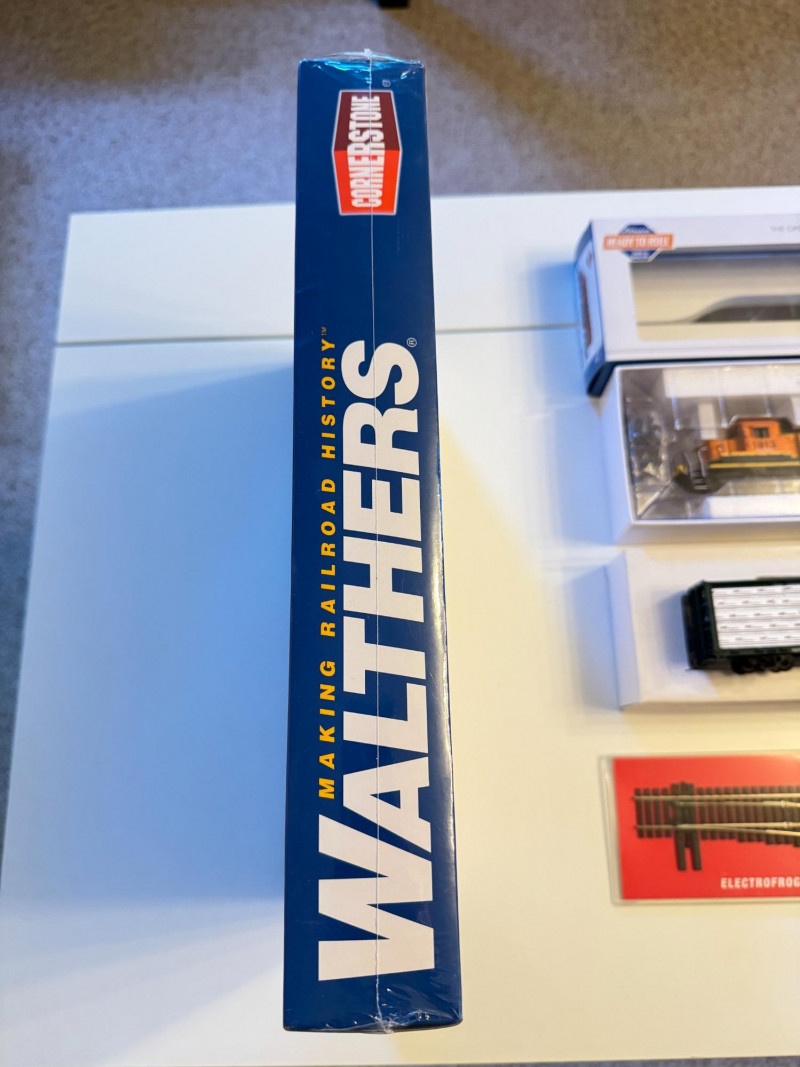 CORNERSTONE®
MAKING RAILROAD HISTORY™
WALTHERS®
READY TO ROLL
ELECTROFROG